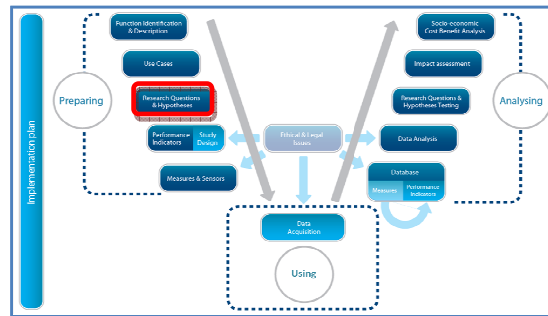 Implementation plan
Function Identification
& Description
Use Cases
Research Questions
& Hypotheses
Performance
Indicators
Study
Design
Measures & Sensors
Preparing
Ethical & Legal
Issues
Data
Acquisition
Using
Socio-economic
Cost Benefit Analysis
Impact assessment
Research Questions &
Hypotheses Testing
Data Analysis
Database
Measures
Performance
Indicators
Analysing